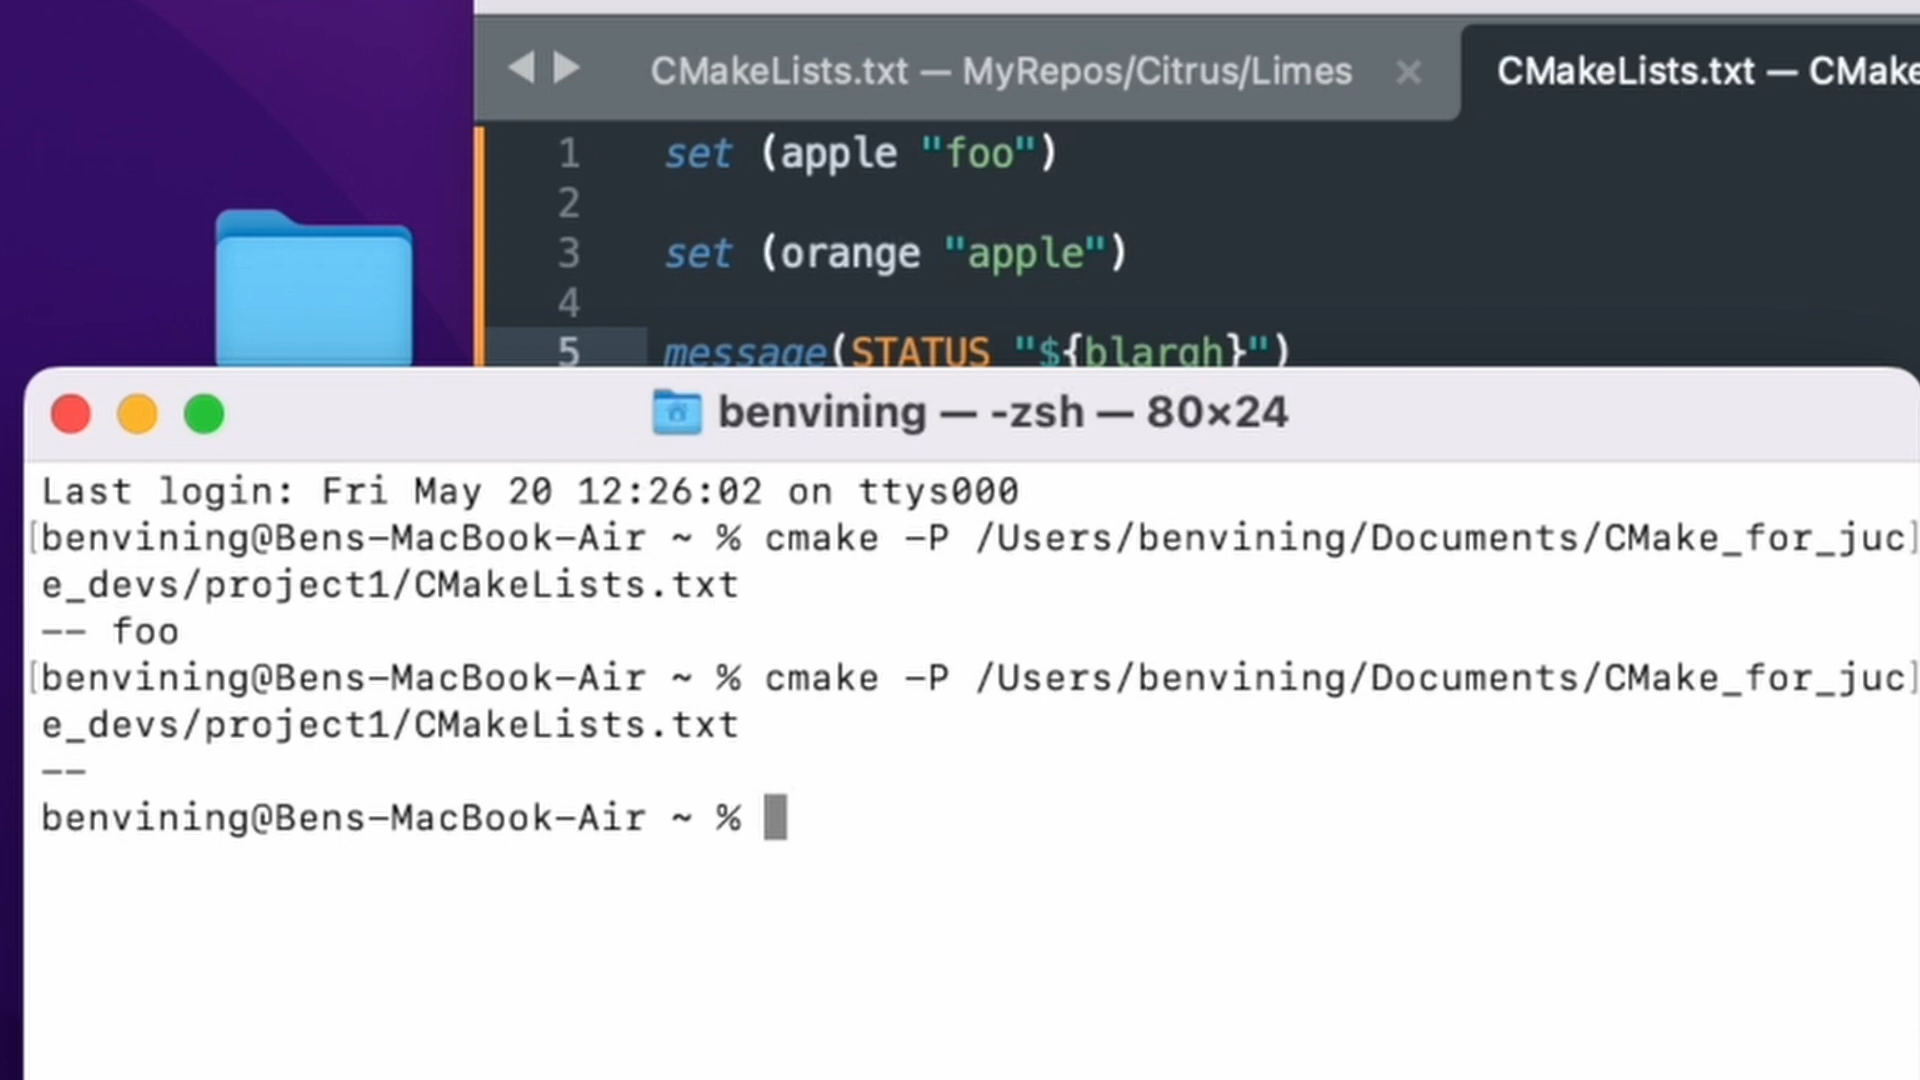 CMakeLists.txt — MyRepos/Citrus/Limes × CMakeLists.txt — CMake
1 set (apple "foo")
2
3 set (orange "apple")
4
5 message(STATUS "${blargh}")
benvining — -zsh — 80×24
Last login: Fri May 20 12:26:02 on ttys000
[benvining@Bens-MacBook-Air ~ % cmake -P /Users/benvining/Documents/CMake_for_juc]
e_devs/project1/CMakeLists.txt
-- foo
[benvining@Bens-MacBook-Air ~ % cmake -P /Users/benvining/Documents/CMake_for_juc]
e_devs/project1/CMakeLists.txt
--
benvining@Bens-MacBook-Air ~ %